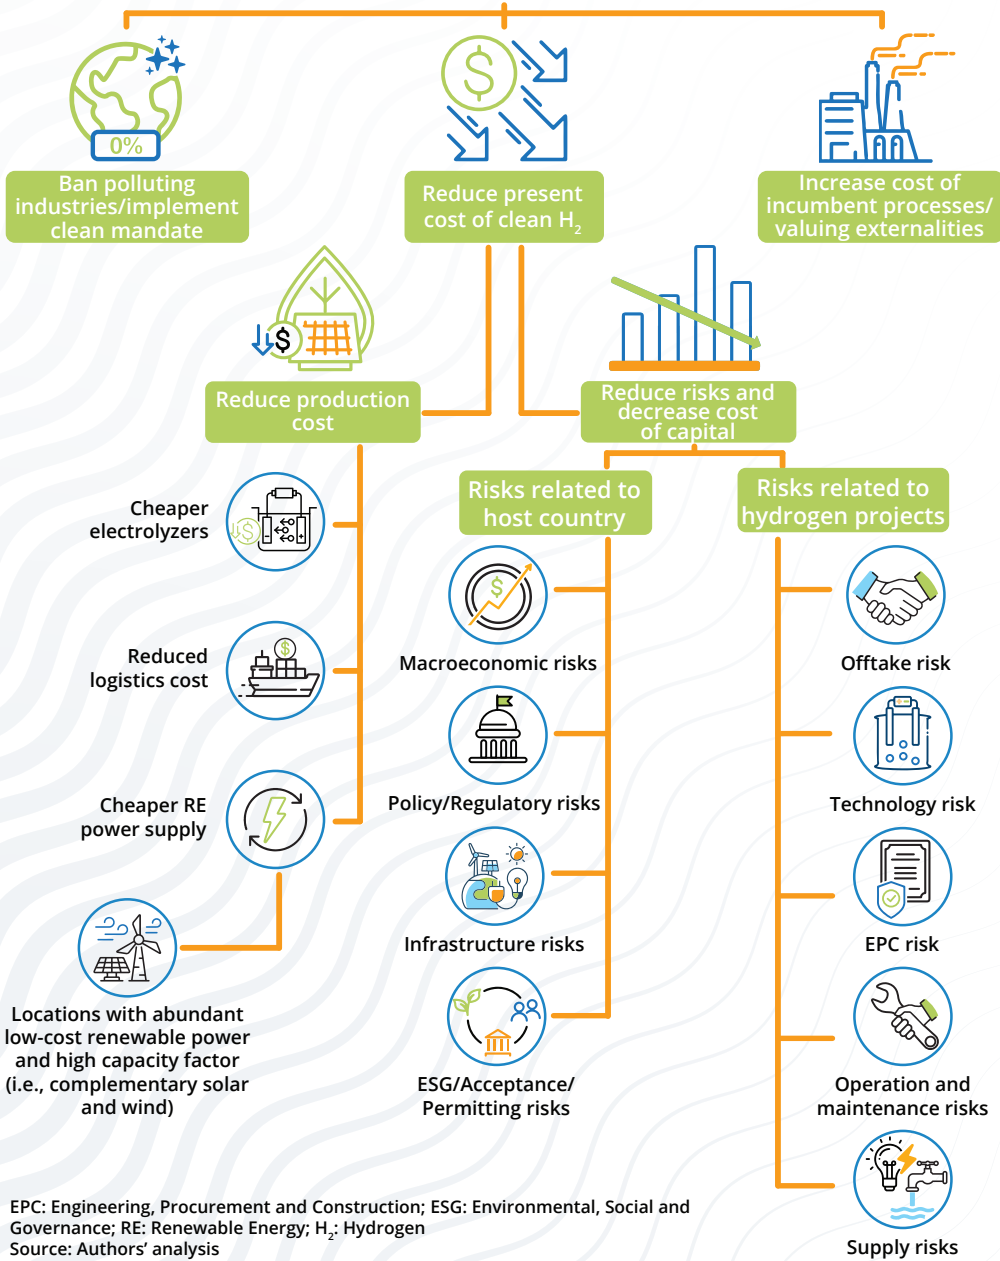 0%
Ban polluting
industries/implement
clean mandate
Reduce present
cost of clean H₂
Increase cost of
incumbent processes/
valuing externalities
$
$
Reduce production
cost
Reduce risks and
decrease cost
of capital
Cheaper
electrolyzers
$
Reduced
logistics cost
$
Cheaper RE
power supply
Locations with abundant
low-cost renewable power
and high capacity factor
(i.e., complementary solar
and wind)
Risks related to
host country
$
Macroeconomic risks
Policy/Regulatory risks
Infrastructure risks
ESG/Acceptance/
Permitting risks
Risks related to
hydrogen projects
Offtake risk
Technology risk
EPC risk
Operation and
maintenance risks
Supply risks
EPC: Engineering, Procurement and Construction; ESG: Environmental, Social and
Governance; RE: Renewable Energy; H₂: Hydrogen
Source: Authors' analysis